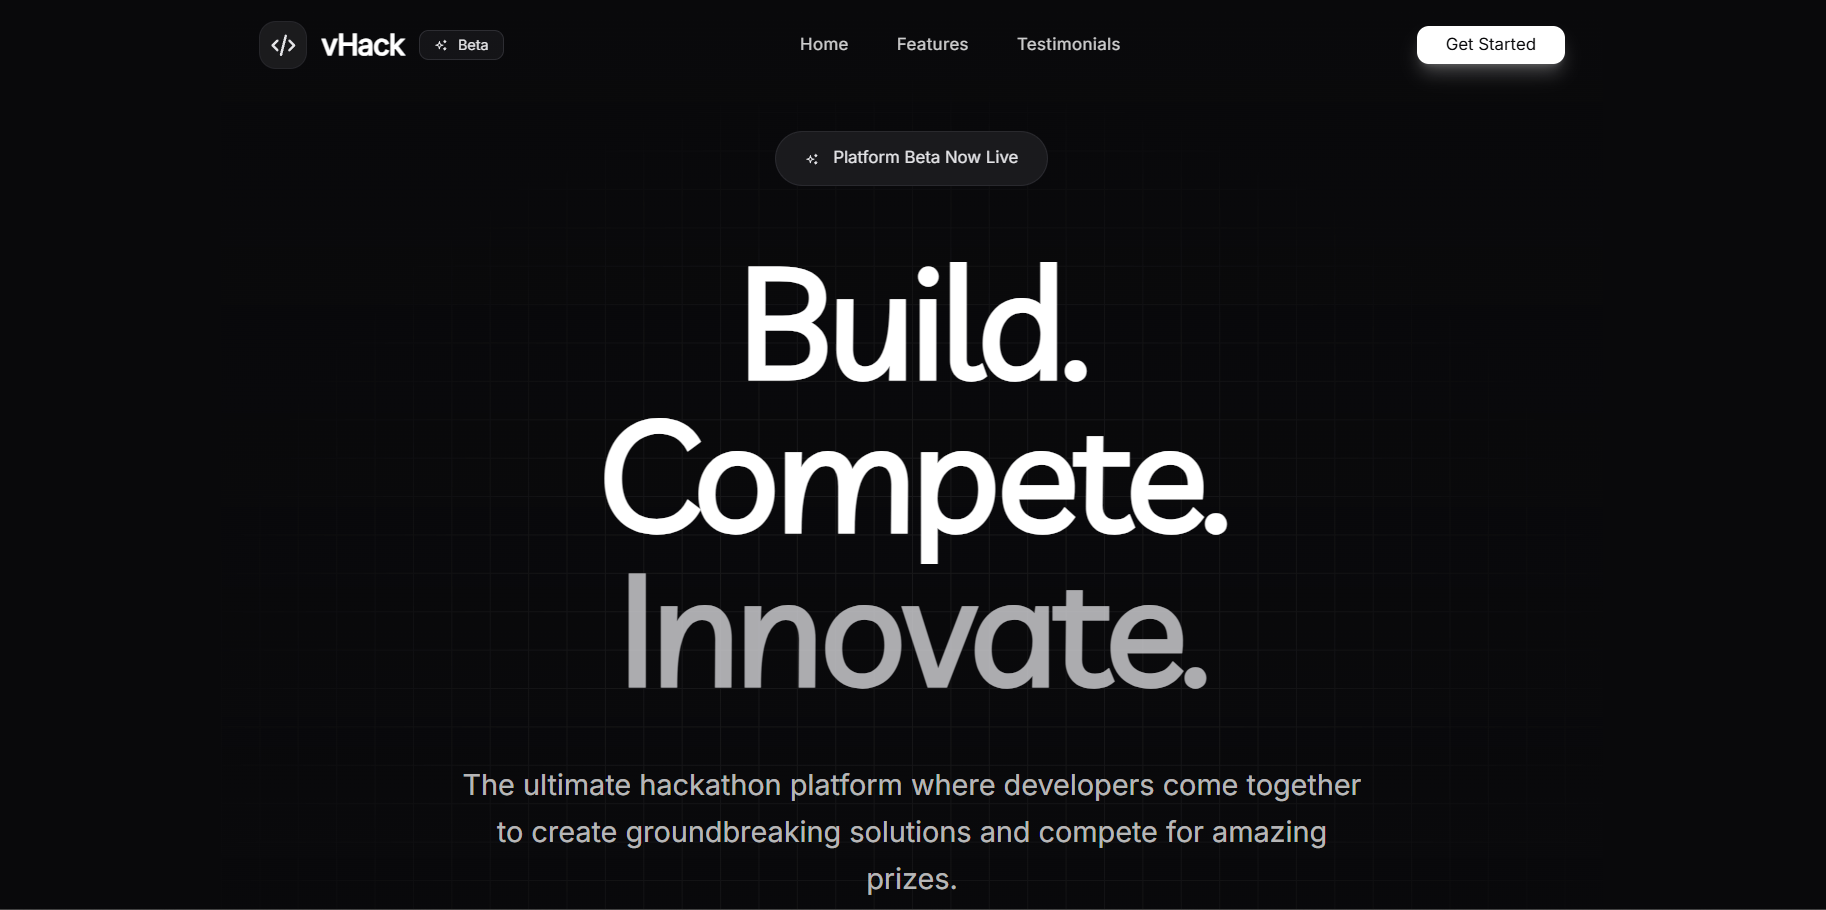 vHack
Beta
Home
Features
Testimonials
Get Started
Platform Beta Now Live
Build.
Compete.
Innovate.
The ultimate hackathon platform where developers come together
to create groundbreaking solutions and compete for amazing
prizes.